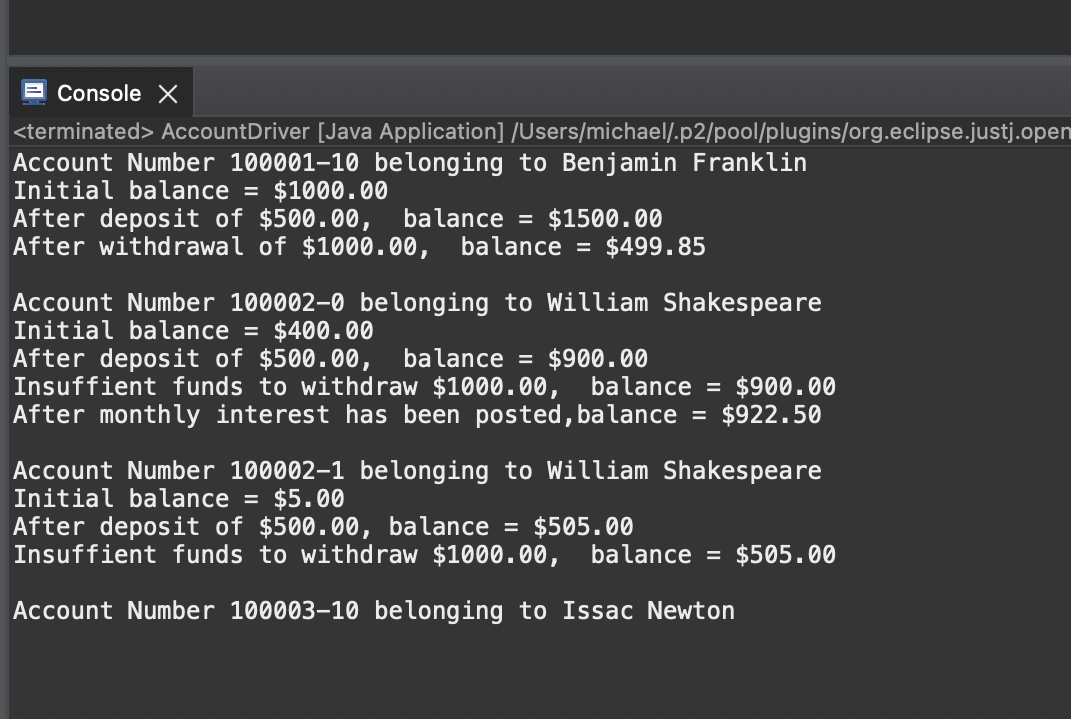 Console
<terminated> AccountDriver [Java Application] /Users/michael/.p2/pool/plugins/org.eclipse.justj.open
Account Number 100001-10 belonging to Benjamin Franklin
Initial balance = $1000.00
After deposit of $500.00,  balance = $1500.00
After withdrawal of $1000.00,  balance = $499.85
Account Number 100002-0 belonging to William Shakespeare
Initial balance = $400.00
After deposit of $500.00,  balance = $900.00
Insufficient funds to withdraw $1000.00,  balance = $900.00
After monthly interest has been posted,balance = $922.50
Account Number 100002-1 belonging to William Shakespeare
Initial balance = $5.00
After deposit of $500.00, balance = $505.00
Insufficient funds to withdraw $1000.00,  balance = $505.00
Account Number 100003-10 belonging to Issac Newton